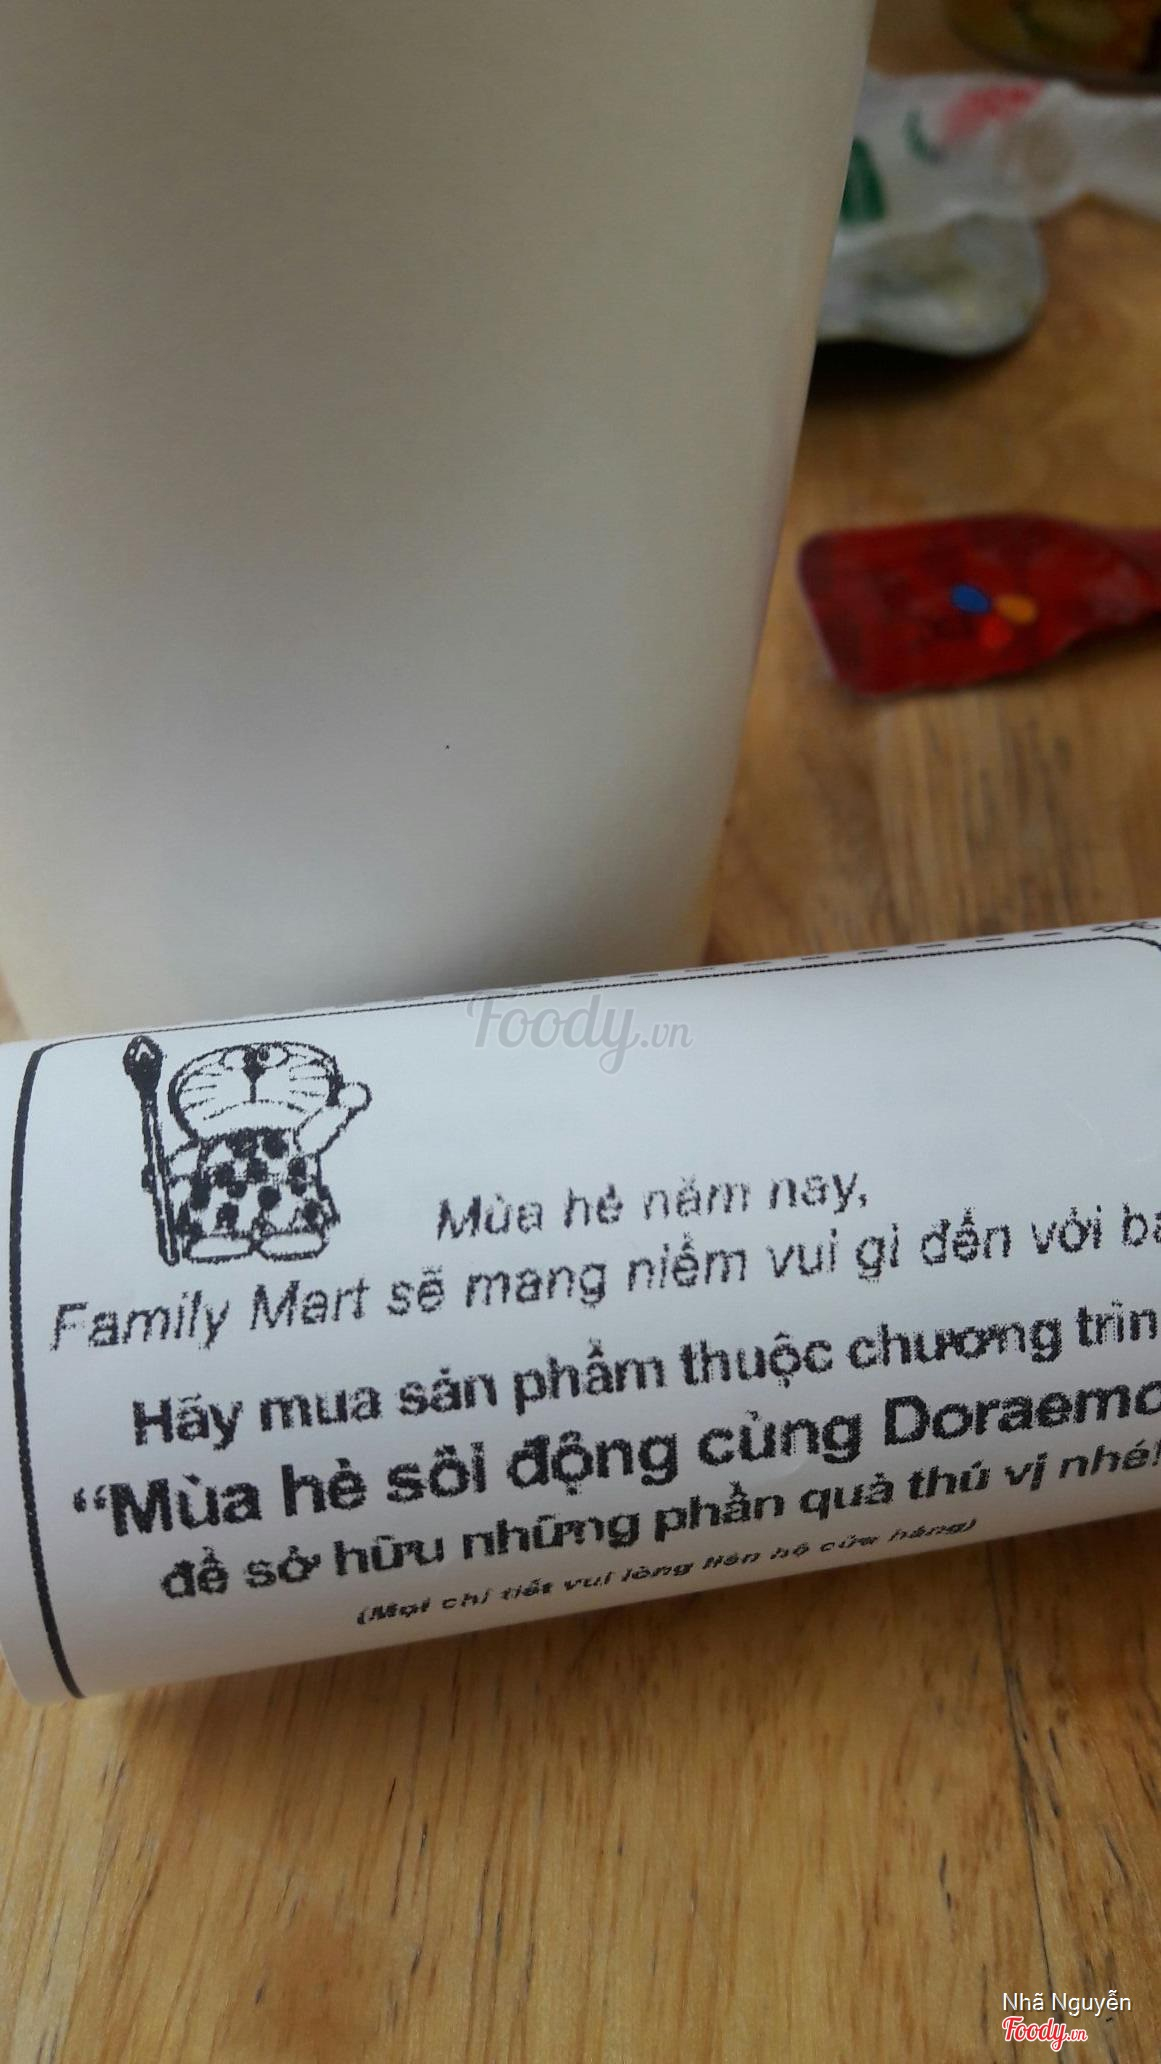 Foody.vn
Mùa hè năm nay,
Family Mart sẽ mang niềm vui gì đến với
Hãy mua sản phẩm thuộc chương trìn
“Mùa hè sôi động cùng Doraemo
để sở hữu những phần quà thú vị nhé!
(Mọi chi tiết vui lòng liên hệ cửa hàng)
Nhã Nguyễn
Foody.vn